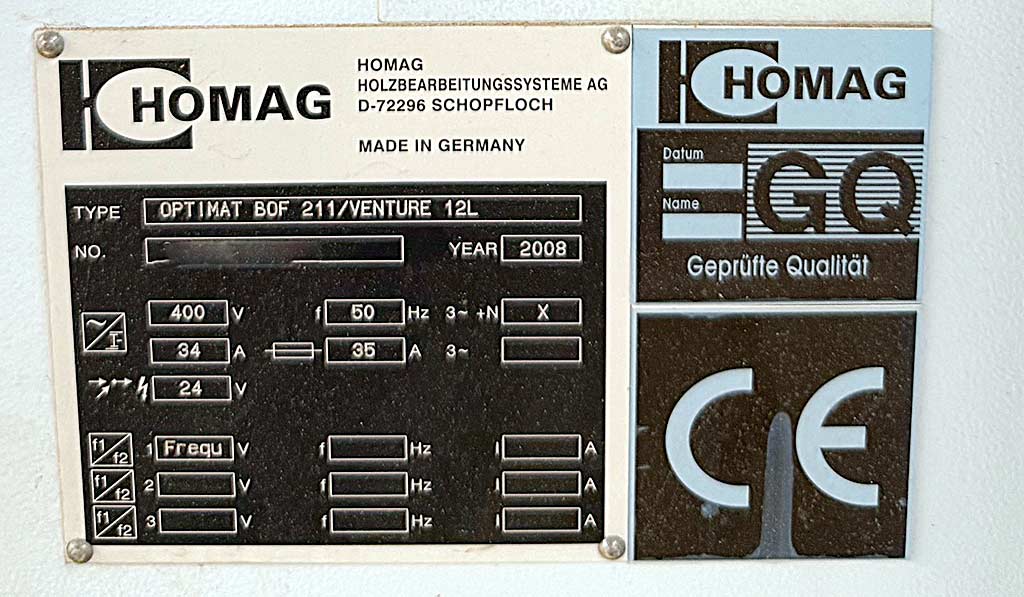 HOMAG
HOMAG
HOLZBEARBEITUNGSSYSTEME AG
D-72296 SCHOPFLOCH
MADE IN GERMANY
TYPE OPTIMAT BOF 211/VENTURE 12L
NO. YEAR 2008
400 V f 50 Hz 3~ +N X
34 A 35 A 3~
24 V
f1/f2 1 Frequ V f Hz I A
f1/f2 2 V f Hz I A
f1/f2 3 V f Hz I A
HOMAG
Datum
Name
GQ
Geprüfte Qualität
CE